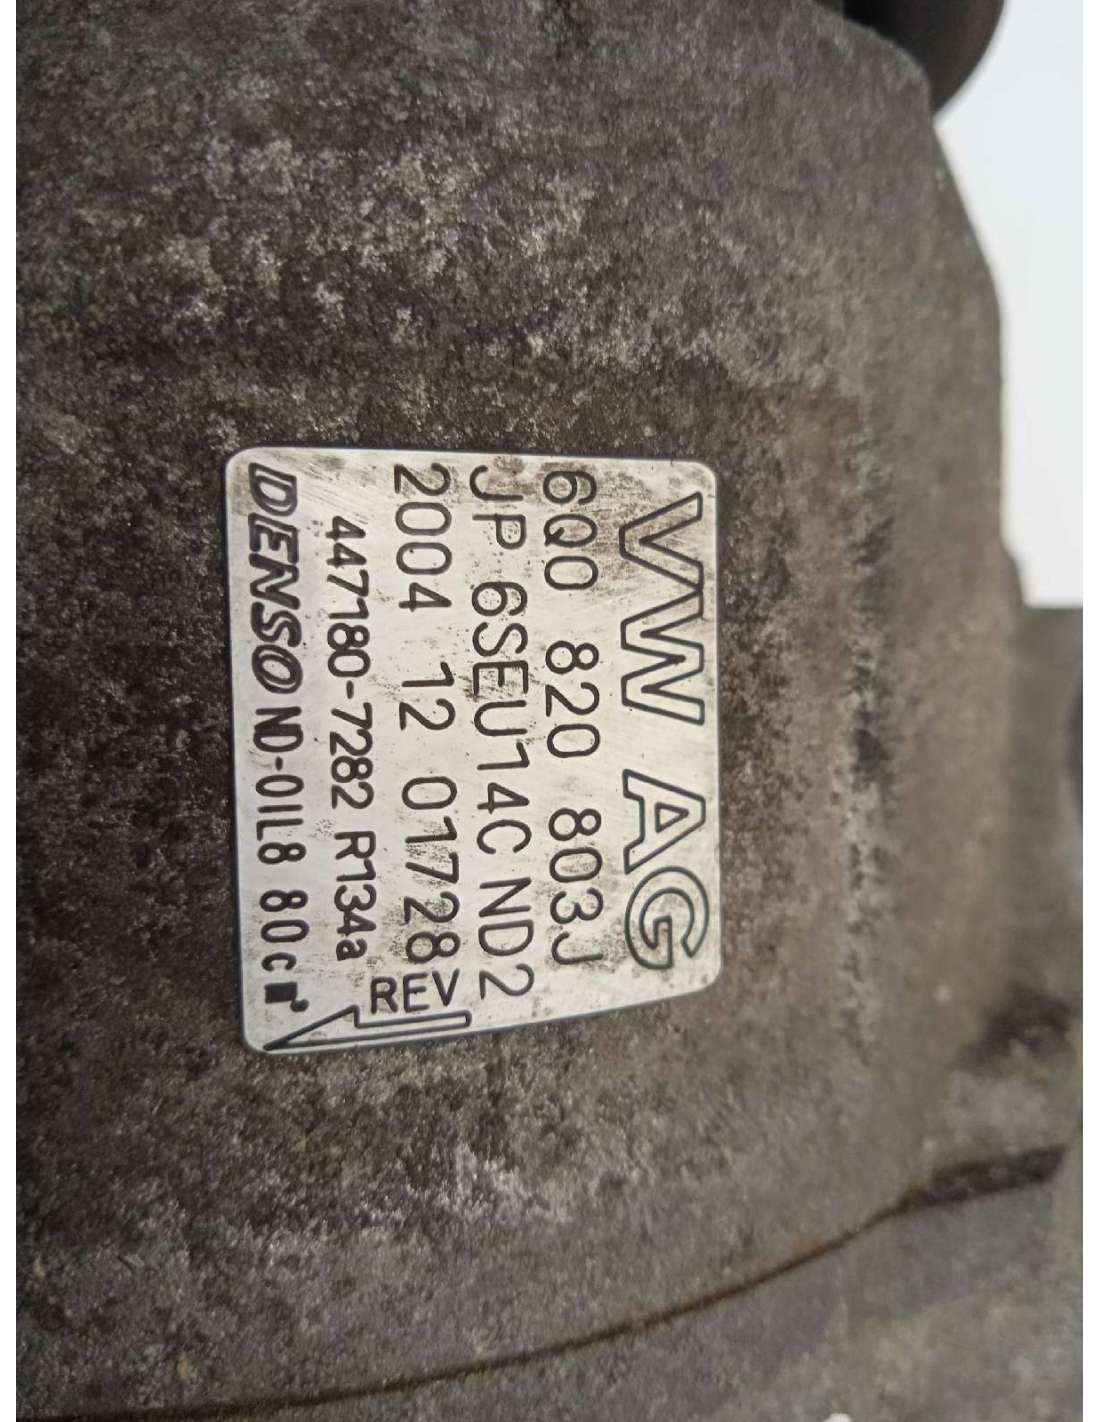 VW AG
6Q0 820 803J
JP 6SEU14C ND2
2004 12 01728
REV
447180-7282 R134a
DENSO ND-OIL8 80cm³